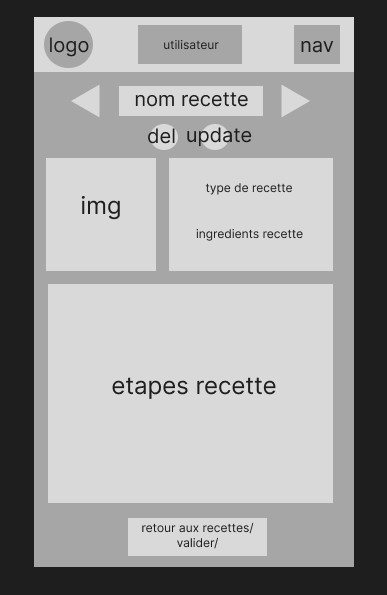 logo
utilisateur
nav
nom recette
del update
img
type de recette
ingredients recette
etapes recette
retour aux recettes/
valider/